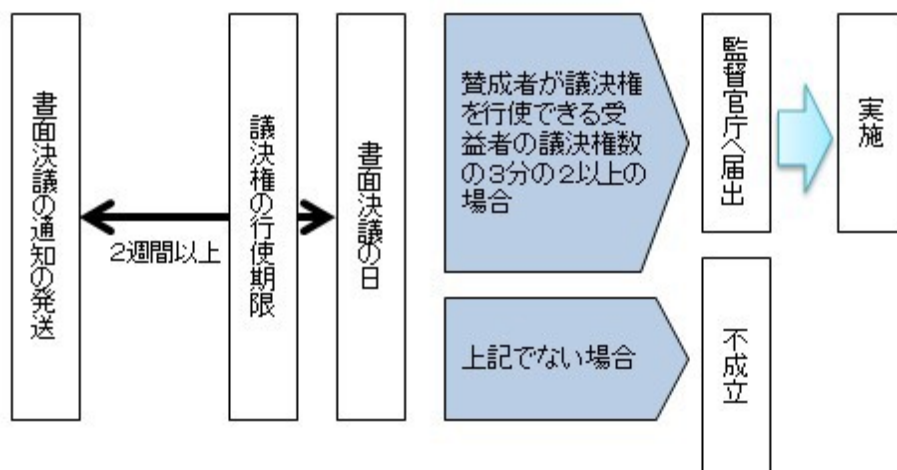 書面決議の通知の発送
2週間以上
議決権の行使期限
書面決議の日
賛成者が議決権
を行使できる受
益者の議決権数
の3分の2以上の
場合
監督官庁へ届出
実施
上記でない場合
不成立